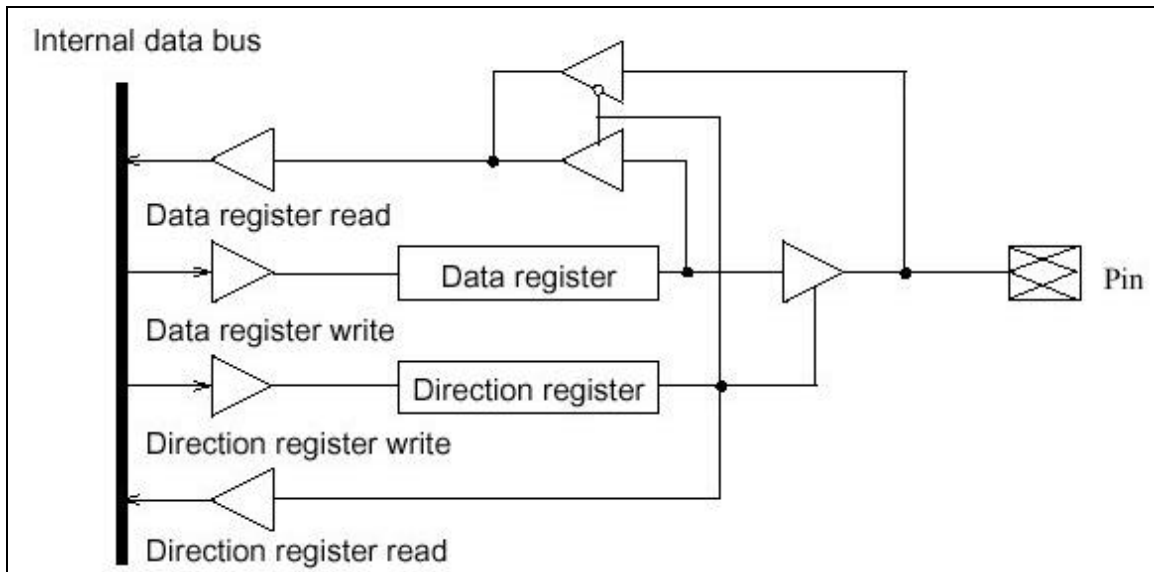 Internal data bus
Data register read
Data register
Pin
Data register write
Direction register
Direction register write
Direction register read